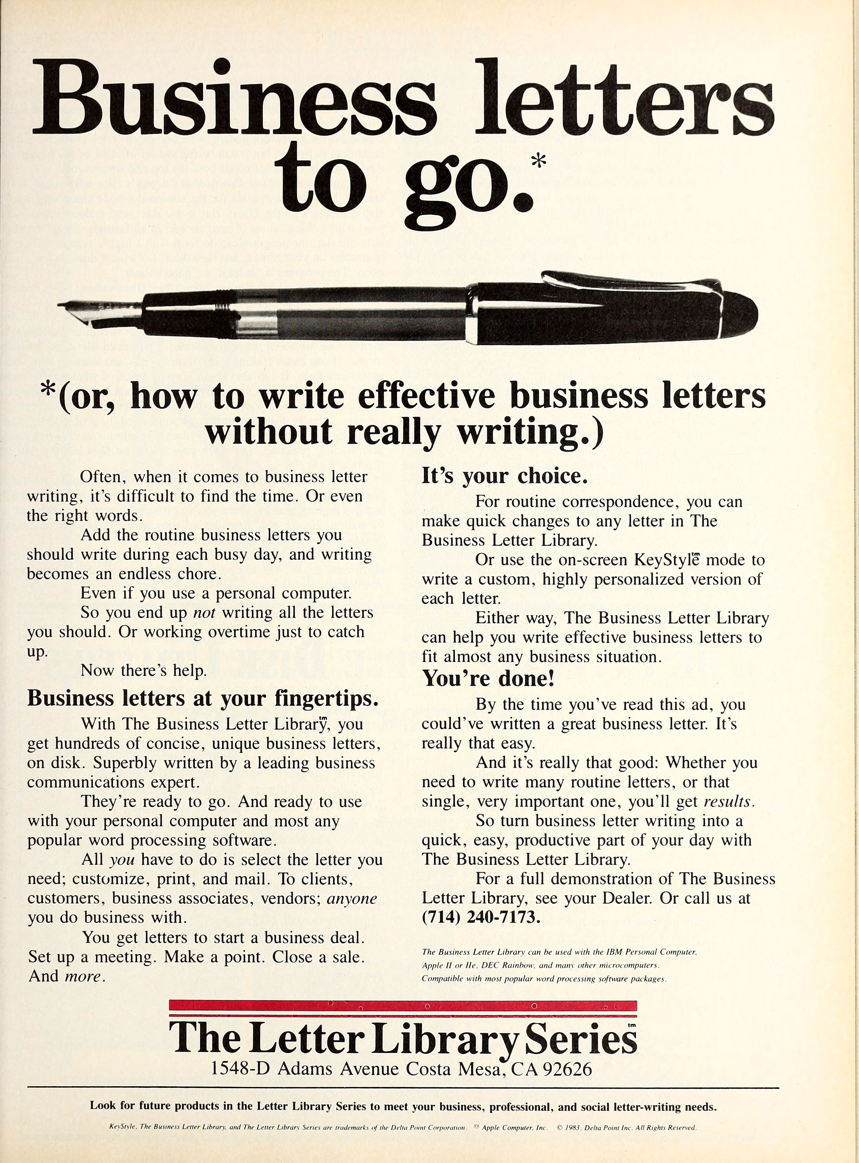 Business letters
to go.*
*(or, how to write effective business letters
without really writing.)
Often, when it comes to business letter
writing, it's difficult to find the time. Or even
the right words.
Add the routine business letters you
should write during each busy day, and writing
becomes an endless chore.
Even if you use a personal computer.
So you end up not writing all the letters
you should. Or working overtime just to catch
up.
Now there's help.
Business letters at your fingertips.
With The Business Letter Library™, you
get hundreds of concise, unique business letters,
on disk. Superbly written by a leading business
communications expert.
They're ready to go. And ready to use
with your personal computer and most any
popular word processing software.
All you have to do is select the letter you
need; customize, print, and mail. To clients,
customers, business associates, vendors; anyone
you do business with.
You get letters to start a business deal.
Set up a meeting. Make a point. Close a sale.
And more.
It's your choice.
For routine correspondence, you can
make quick changes to any letter in The
Business Letter Library.
Or use the on-screen KeyStyle™ mode to
write a custom, highly personalized version of
each letter.
Either way, The Business Letter Library
can help you write effective business letters to
fit almost any business situation.
You're done!
By the time you've read this ad, you
could've written a great business letter. It's
really that easy.
And it's really that good: Whether you
need to write many routine letters, or that
single, very important one, you'll get results.
So turn business letter writing into a
quick, easy, productive part of your day with
The Business Letter Library.
For a full demonstration of The Business
Letter Library, see your Dealer. Or call us at
(714) 240-7173.
The Business Letter Library can be used with the IBM Personal Computer,
Apple II or IIe, DEC Rainbow, and many other microcomputers.
Compatible with most popular word processing software packages.
The Letter Library Series™
1548-D Adams Avenue Costa Mesa, CA 92626
Look for future products in the Letter Library Series to meet your business, professional, and social letter-writing needs.
KeyStyle, The Business Letter Library, and The Letter Library Series are trademarks of the Delta Point Corporation. Apple Computer, Inc. © 1983, Delta Point Inc. All Rights Reserved.